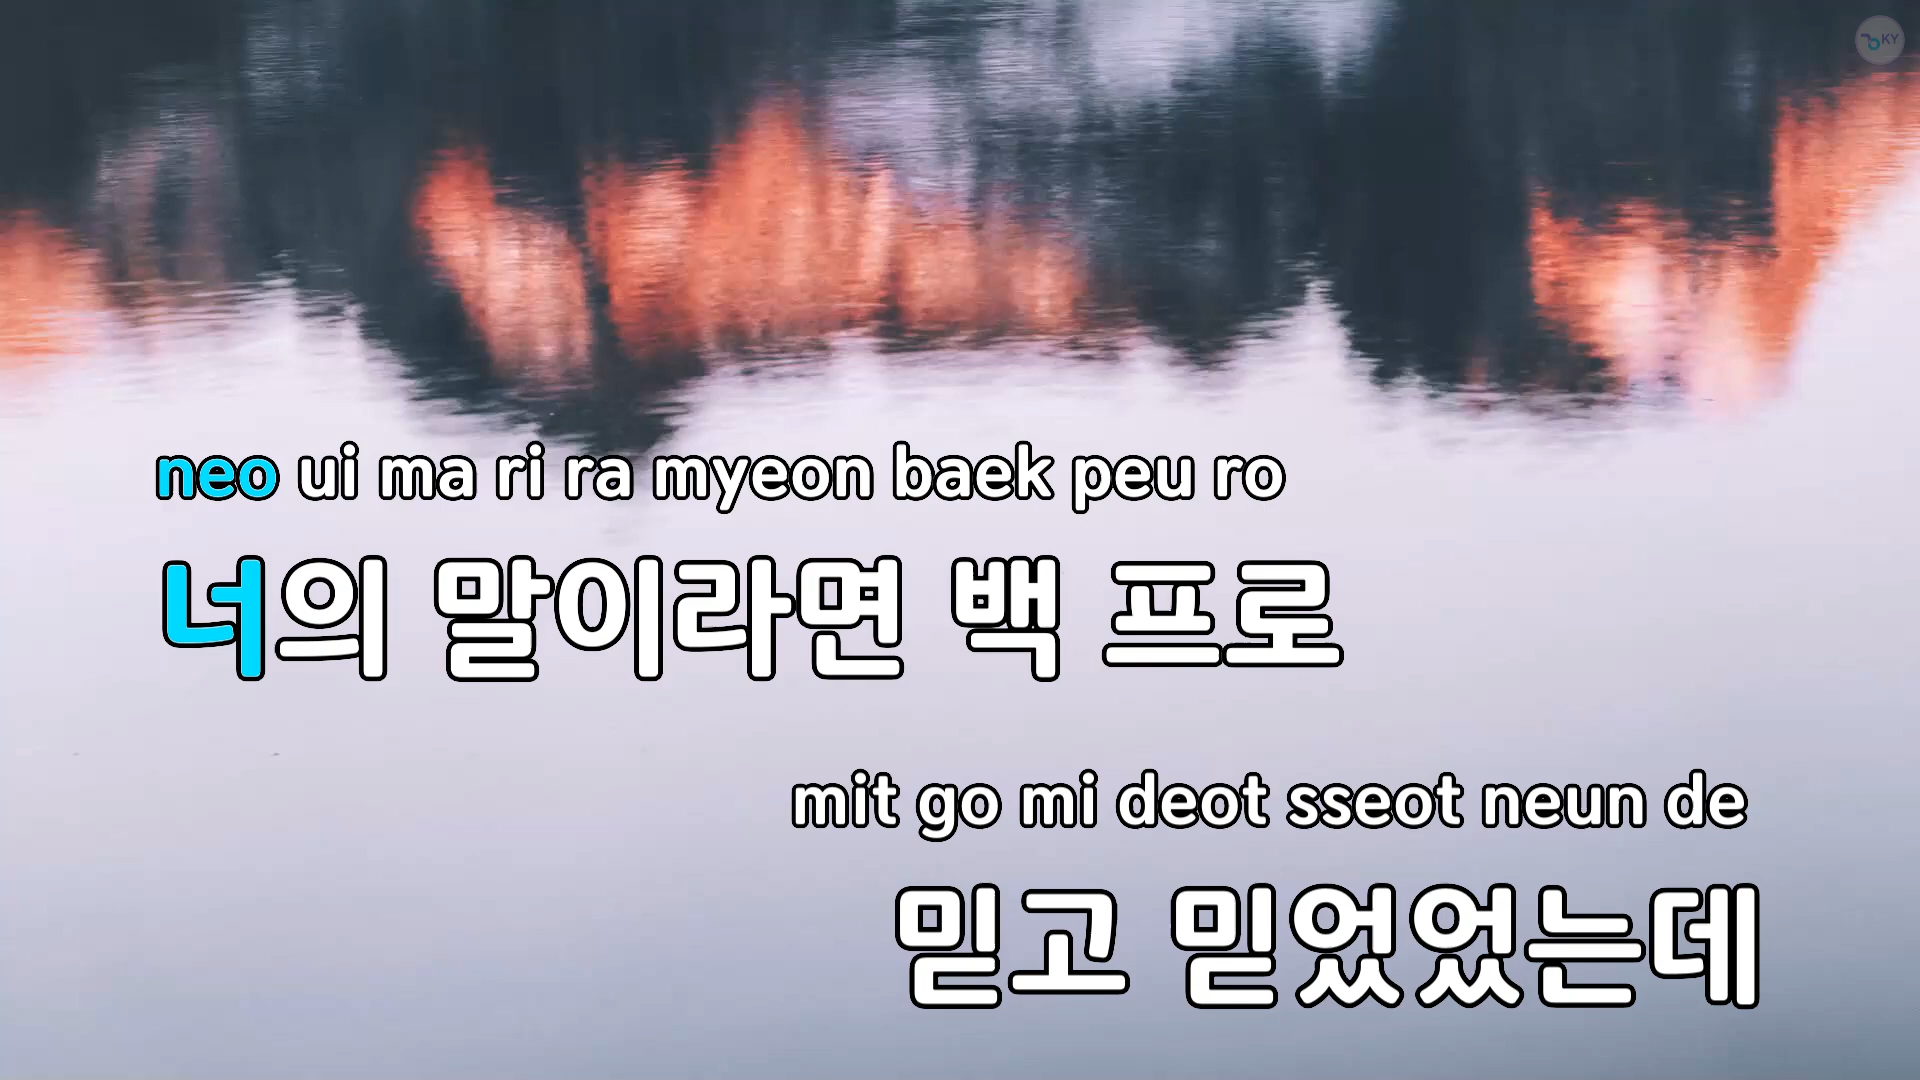 KY
neo ui ma ri ra myeon baek peu ro
너의 말이라면 백 프로
mit go mi deot sseot neun de
믿고 믿었었는데